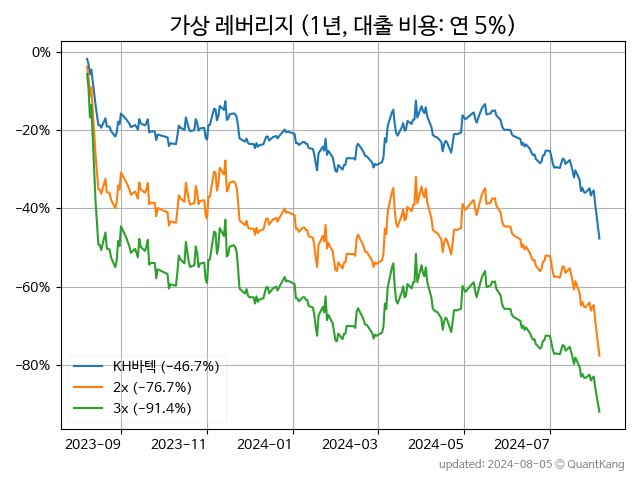 가상 레버리지 (1년, 대출 비용: 연 5%)
0%
−20%
−40%
−60%
−80%
KH바텍 (−46.7%)
2x (−76.7%)
3x (−91.4%)
2023-09 2023-11 2024-01 2024-03 2024-05 2024-07
updated: 2024-08-05 © QuantKang